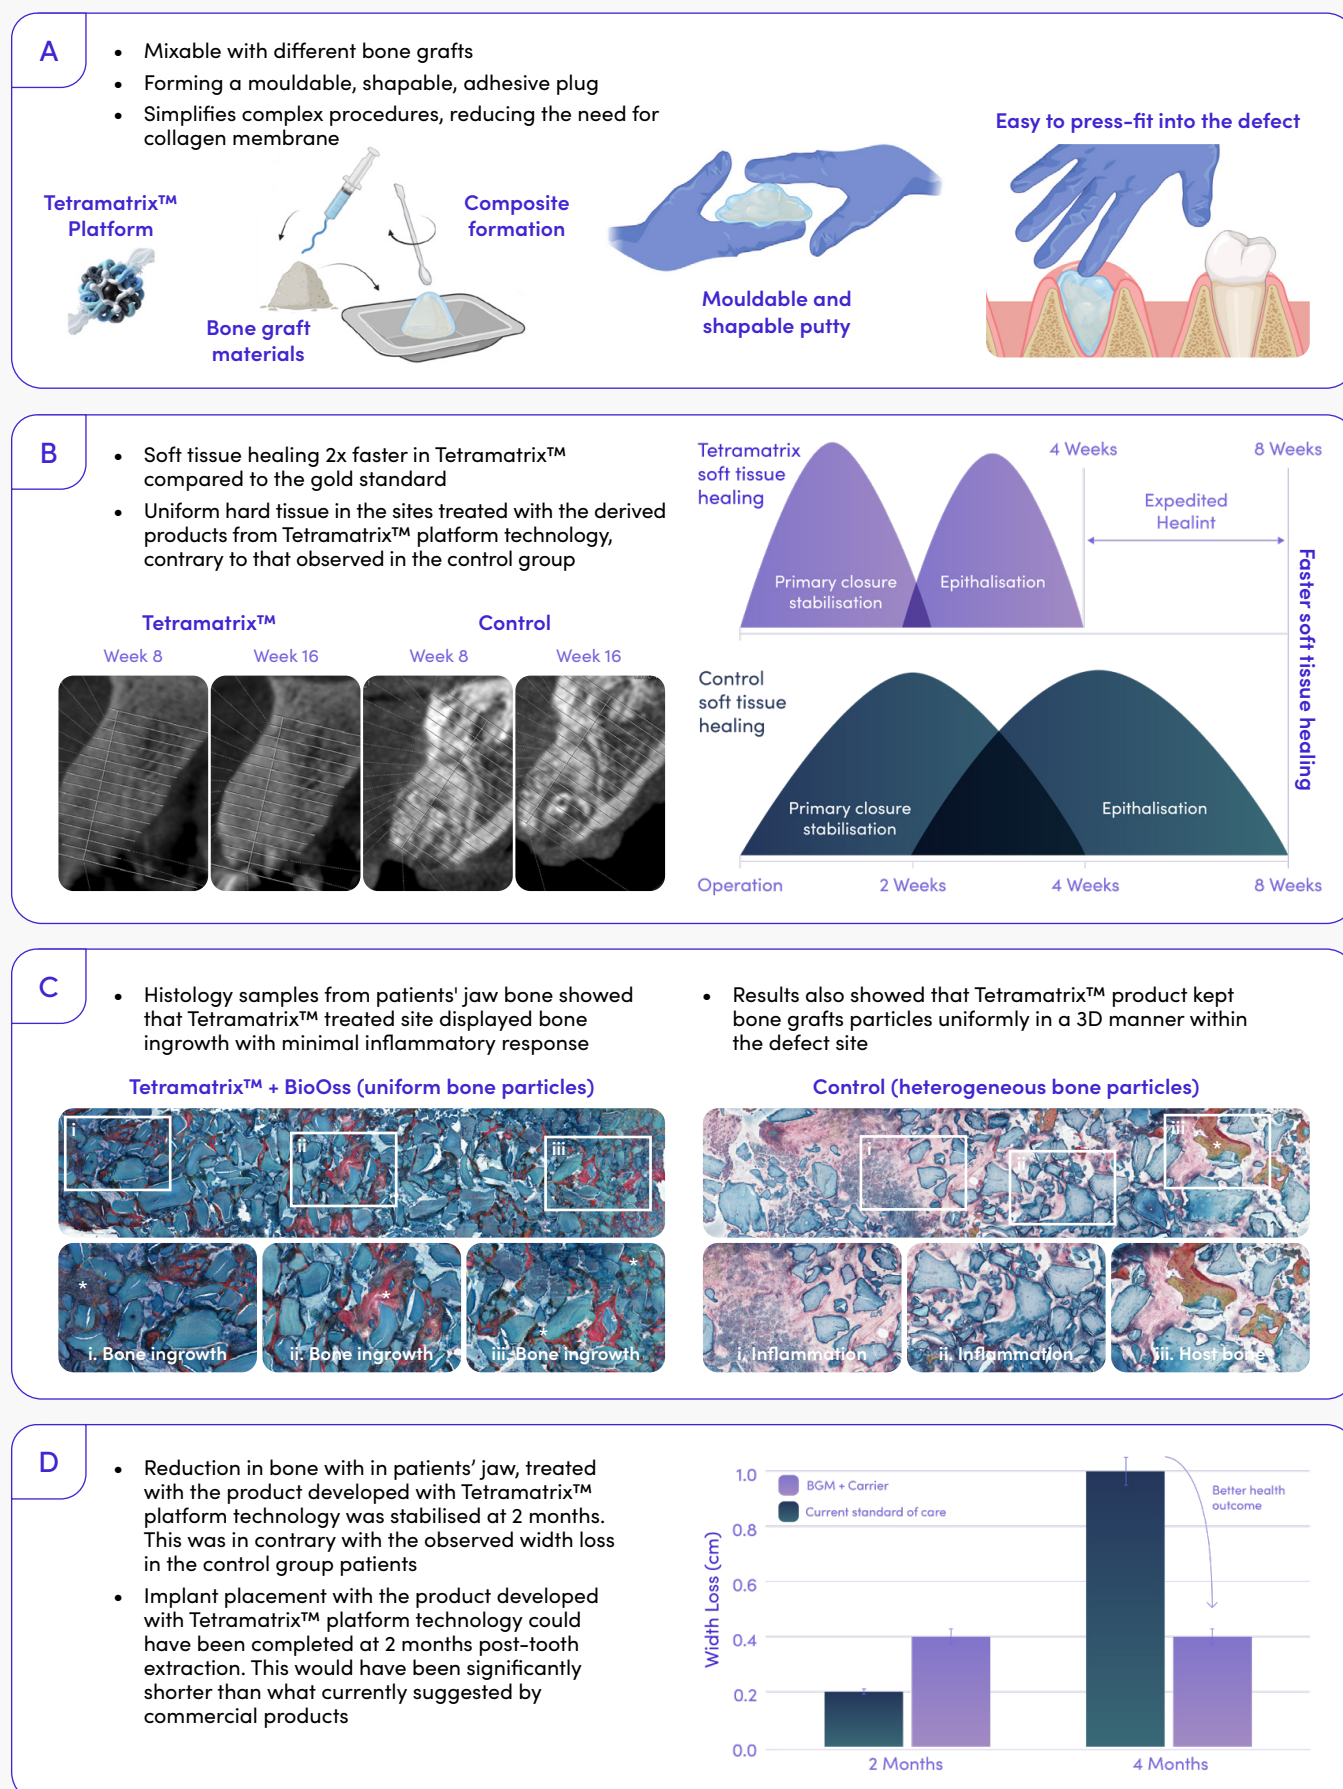 A
• Mixable with different bone grafts
• Forming a mouldable, shapable, adhesive plug
• Simplifies complex procedures, reducing the need for
collagen membrane
Tetramatrix™
Platform
Bone graft
materials
Composite
formation
Mouldable and
shapable putty
Easy to press-fit into the defect
B
• Soft tissue healing 2x faster in Tetramatrix™
compared to the gold standard
• Uniform hard tissue in the sites treated with the derived
products from Tetramatrix™ platform technology,
contrary to that observed in the control group
Tetramatrix™
Control
Week 8
Week 16
Week 8
Week 16
Tetramatrix
soft tissue
healing
4 Weeks
8 Weeks
Expedited
Healint
Primary closure
stabilisation
Epithalisation
Faster soft tissue healing
Control
soft tissue
healing
Primary closure
stabilisation
Epithalisation
Operation
2 Weeks
4 Weeks
8 Weeks
C
• Histology samples from patients' jaw bone showed
that Tetramatrix™ treated site displayed bone
ingrowth with minimal inflammatory response
• Results also showed that Tetramatrix™ product kept
bone grafts particles uniformly in a 3D manner within
the defect site
Tetramatrix™ + BioOss (uniform bone particles)
i
ii
iii
*
*
*
*
i. Bone ingrowth
ii. Bone ingrowth
iii. Bone ingrowth
Control (heterogeneous bone particles)
i
ii
iii
*
i. Inflammation
ii. Inflammation
iii. Host bone
D
• Reduction in bone with in patients’ jaw, treated
with the product developed with Tetramatrix™
platform technology was stabilised at 2 months.
This was in contrary with the observed width loss
in the control group patients
• Implant placement with the product developed
with Tetramatrix™ platform technology could
have been completed at 2 months post-tooth
extraction. This would have been significantly
shorter than what currently suggested by
commercial products
Width Loss (cm)
1.0
0.8
0.6
0.4
0.2
0.0
BGM + Carrier
Current standard of care
Better health
outcome
2 Months
4 Months